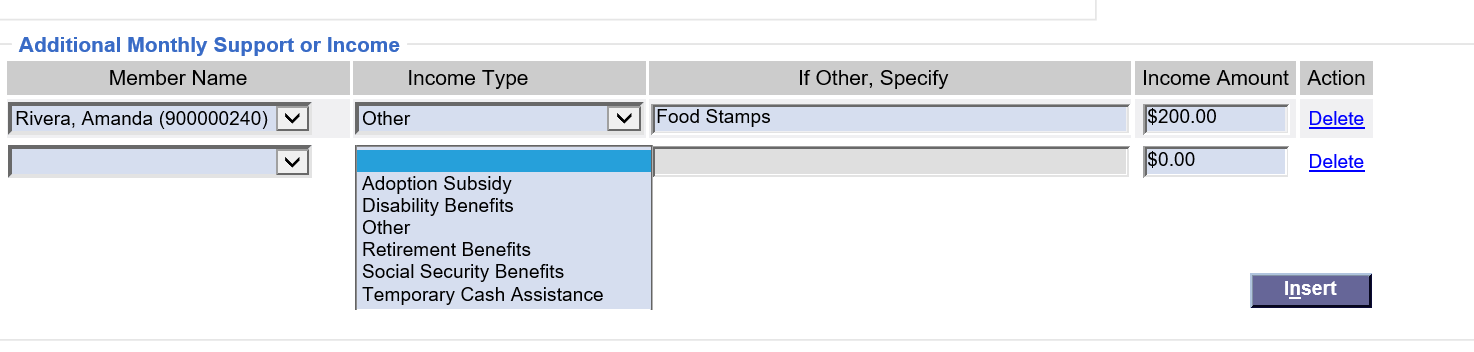 Additional Monthly Support or Income
Member Name Income Type If Other, Specify Income Amount Action
Rivera, Amanda (900000240) Other Food Stamps $200.00 Delete
$0.00 Delete
Adoption Subsidy
Disability Benefits
Other
Retirement Benefits
Social Security Benefits
Temporary Cash Assistance
Insert